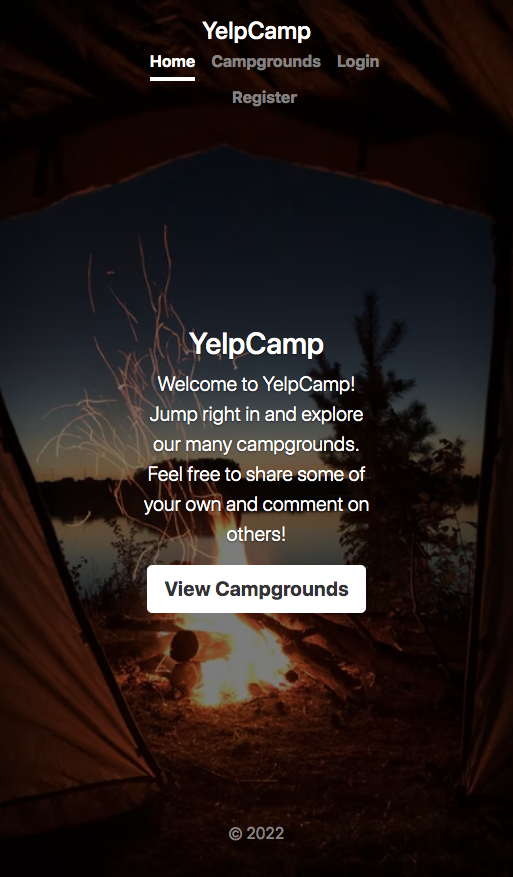 YelpCamp
Home Campgrounds Login
Register
YelpCamp
Welcome to YelpCamp!
Jump right in and explore
our many campgrounds.
Feel free to share some of
your own and comment on
others!
View Campgrounds
© 2022